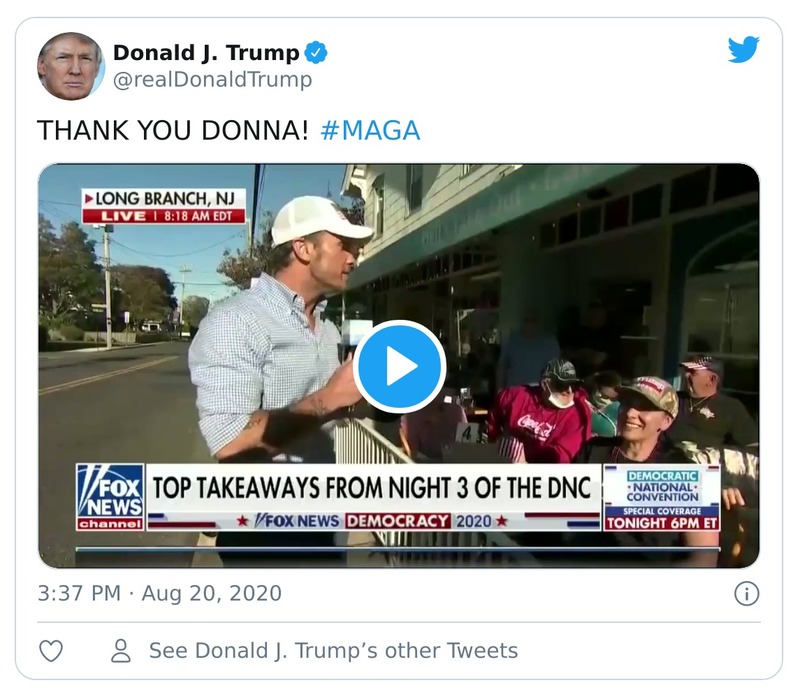 Donald J. Trump
@realDonaldTrump
THANK YOU DONNA! #MAGA
LONG BRANCH, NJ
LIVE | 8:18 AM EDT
4
FOX
NEWS
channel
TOP TAKEAWAYS FROM NIGHT 3 OF THE DNC
FOX NEWS DEMOCRACY 2020
DEMOCRATIC
NATIONAL
CONVENTION
SPECIAL COVERAGE
TONIGHT 6PM ET
3:37 PM · Aug 20, 2020
See Donald J. Trump’s other Tweets